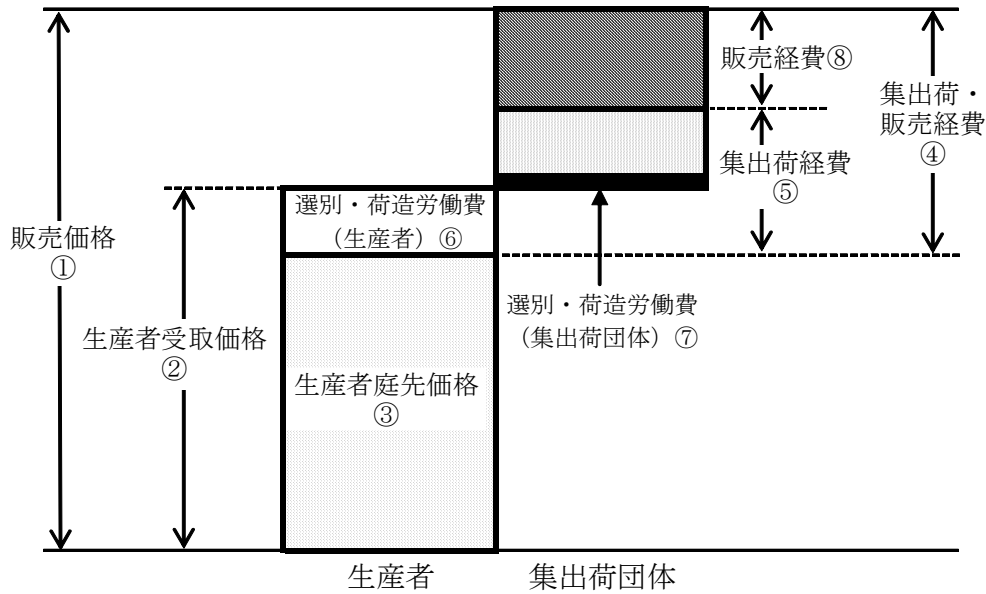 販売経費⑧
集出荷・
販売経費
④
集出荷経費
⑤
選別・荷造労働費
(生産者)⑥
販売価格
①
選別・荷造労働費
(集出荷団体)⑦
生産者受取価格
②
生産者庭先価格
③
生産者
集出荷団体